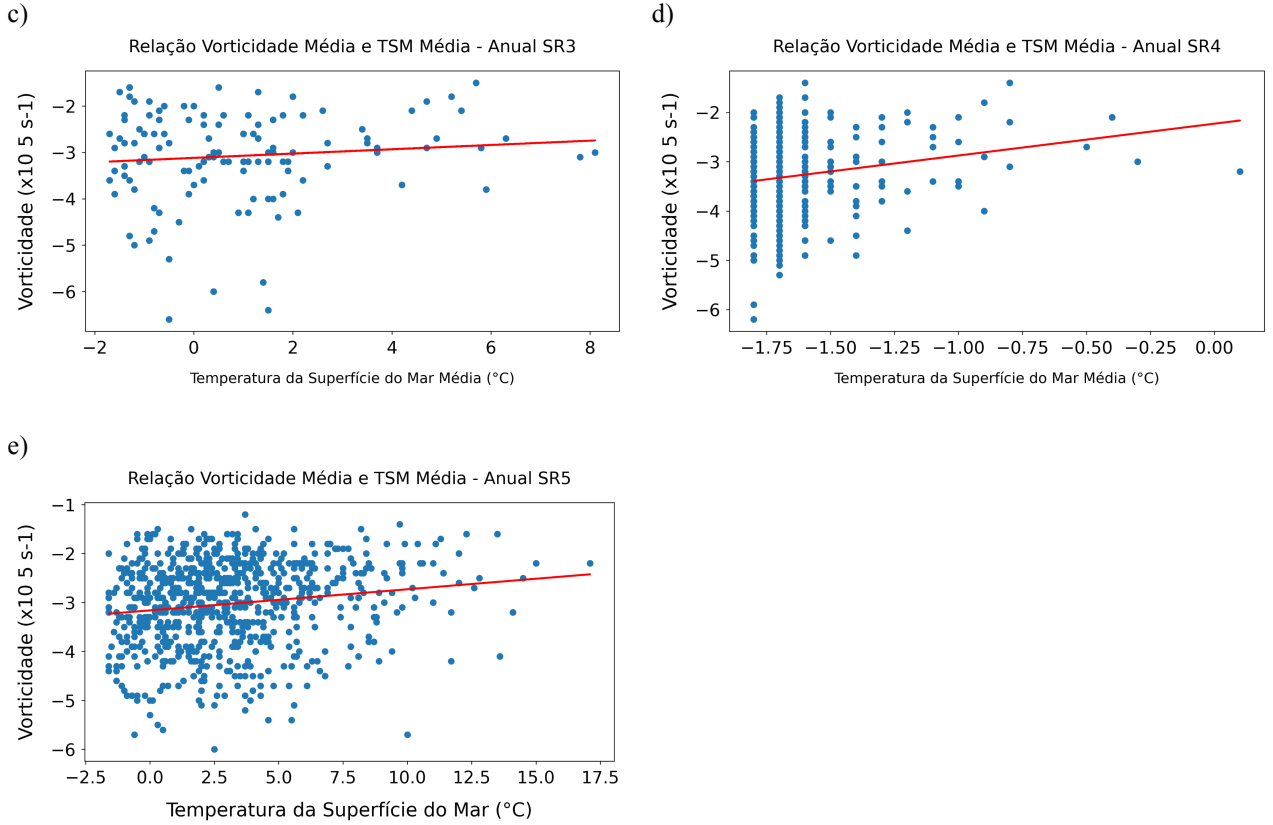 c)
Relação Vorticidade Média e TSM Média - Anual SR3
Vorticidade (x10 5 s-1)
−2
−3
−4
−5
−6
−2 0 2 4 6 8
Temperatura da Superfície do Mar Média (°C)
d)
Relação Vorticidade Média e TSM Média - Anual SR4
Vorticidade (x10 5 s-1)
−2
−3
−4
−5
−6
−1.75 −1.50 −1.25 −1.00 −0.75 −0.50 −0.25 0.00
Temperatura da Superfície do Mar Média (°C)
e)
Relação Vorticidade Média e TSM Média - Anual SR5
Vorticidade (x10 5 s-1)
−1
−2
−3
−4
−5
−6
−2.5 0.0 2.5 5.0 7.5 10.0 12.5 15.0 17.5
Temperatura da Superfície do Mar (°C)